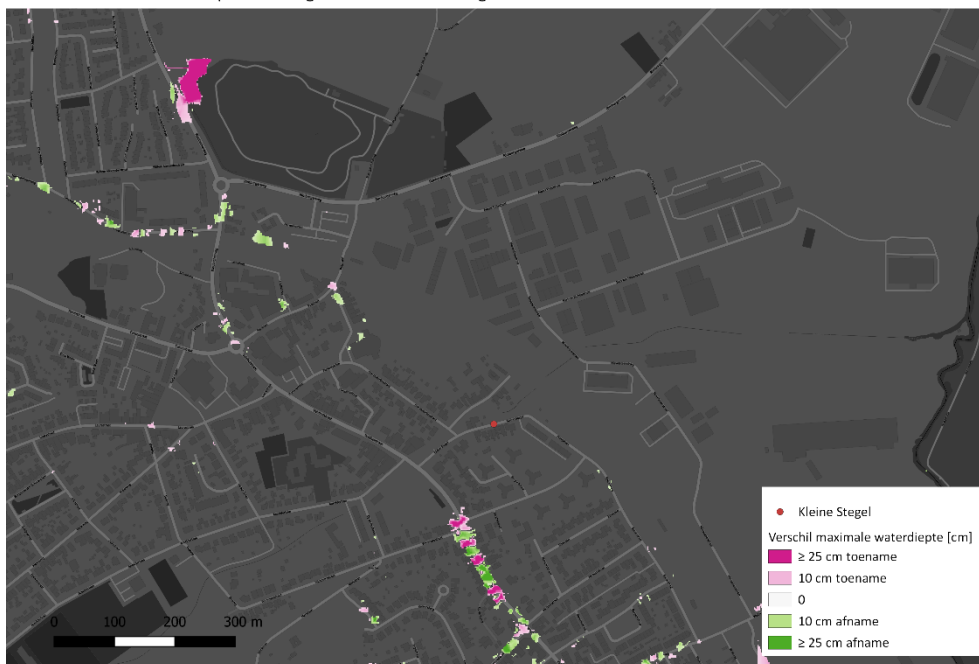 0 100 200 300 m
Kleine Stegel
Verschil maximale waterdiepte [cm]
≥ 25 cm toename
10 cm toename
0
10 cm afname
≥ 25 cm afname